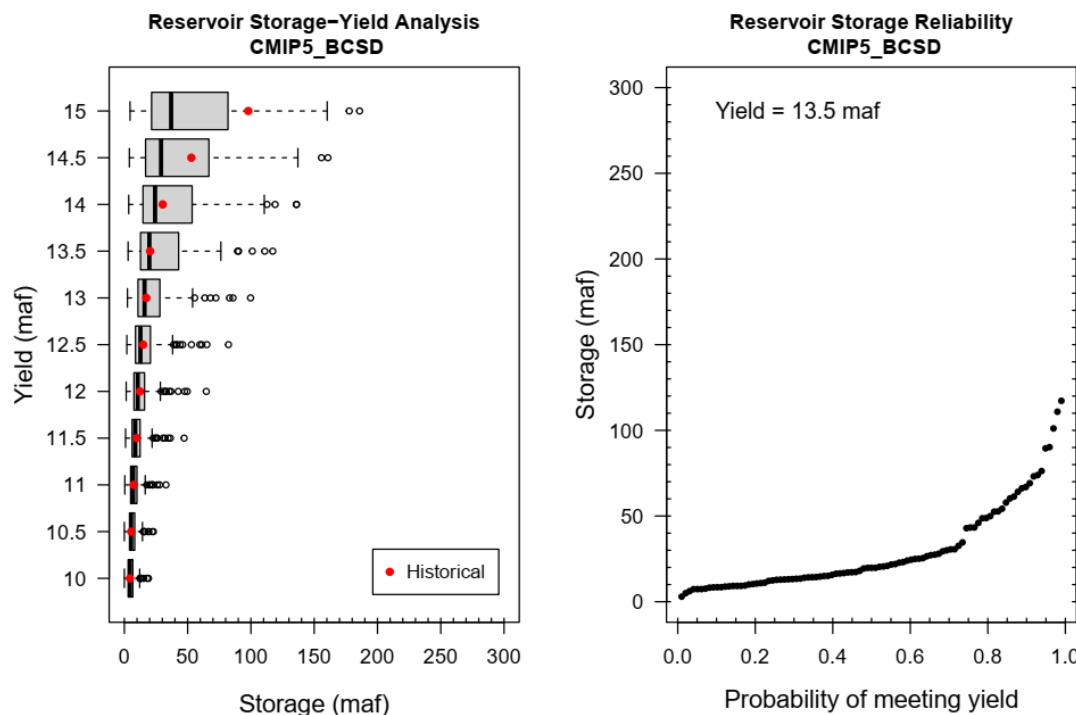 Reservoir Storage−Yield Analysis
CMIP5_BCSD
Yield (maf)
15
14.5
14
13.5
13
12.5
12
11.5
11
10.5
10
Historical
0 50 100 150 200 250 300
Storage (maf)
Reservoir Storage Reliability
CMIP5_BCSD
Yield = 13.5 maf
Storage (maf)
300
250
200
150
100
50
0
0.0 0.2 0.4 0.6 0.8 1.0
Probability of meeting yield